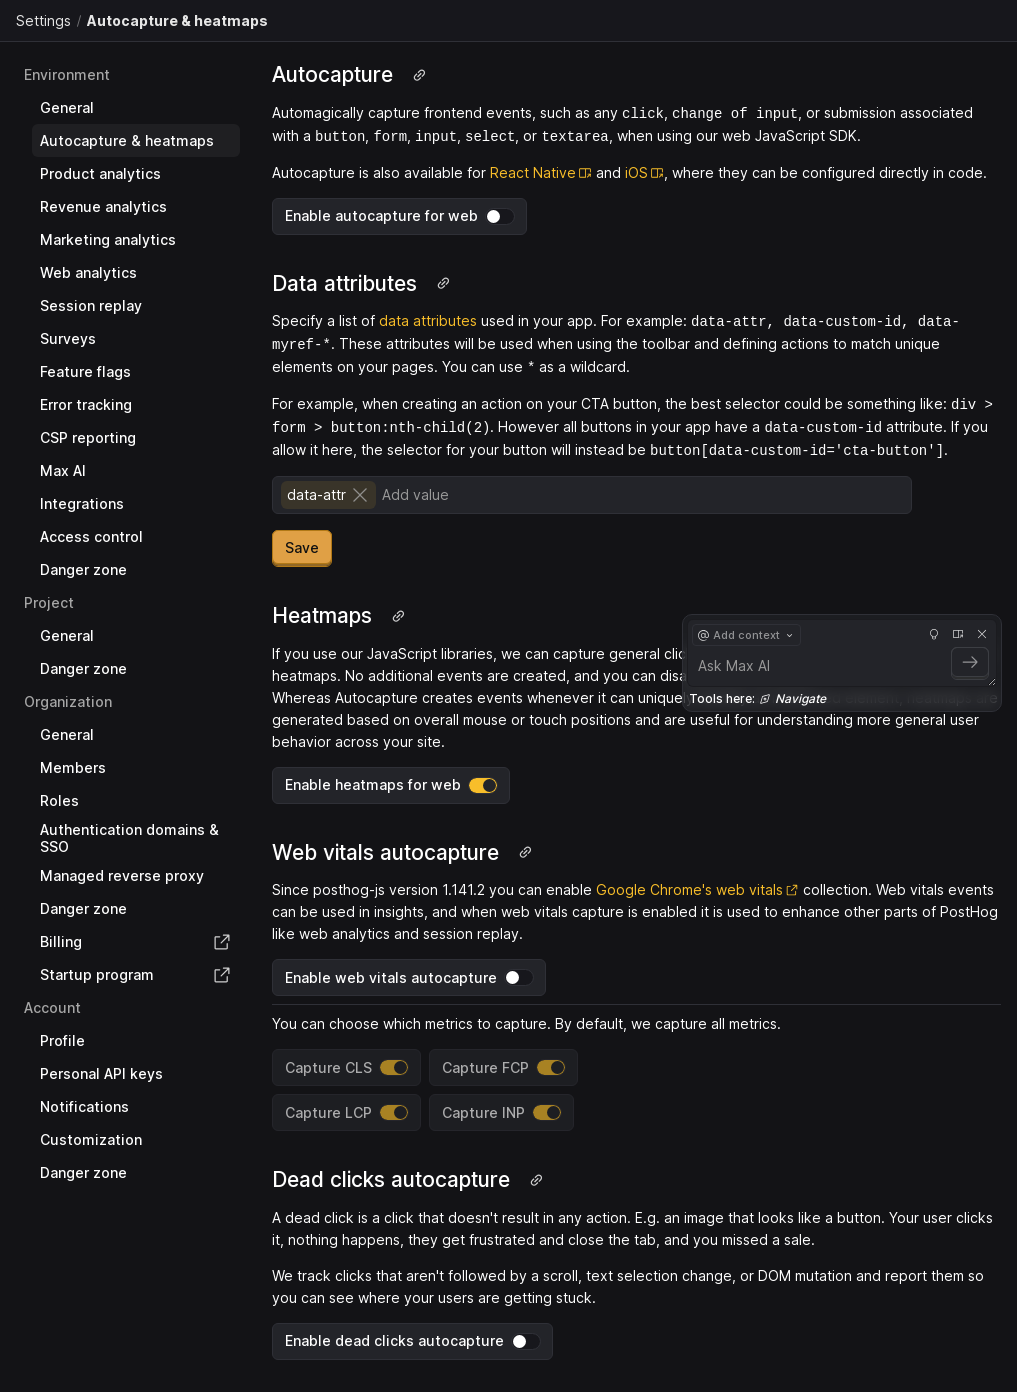 Settings / Autocapture & heatmaps
Environment
General
Autocapture & heatmaps
Product analytics
Revenue analytics
Marketing analytics
Web analytics
Session replay
Surveys
Feature flags
Error tracking
CSP reporting
Max AI
Integrations
Access control
Danger zone
Project
General
Danger zone
Organization
General
Members
Roles
Authentication domains &
SSO
Managed reverse proxy
Danger zone
Billing
Startup program
Account
Profile
Personal API keys
Notifications
Customization
Danger zone
Autocapture
Automagically capture frontend events, such as any click, change of input, or submission associated
with a button, form, input, select, or textarea, when using our web JavaScript SDK.
Autocapture is also available for React Native and iOS, where they can be configured directly in code.
Enable autocapture for web
Data attributes
Specify a list of data attributes used in your app. For example: data-attr, data-custom-id, data-
myref-*. These attributes will be used when using the toolbar and defining actions to match unique
elements on your pages. You can use * as a wildcard.
For example, when creating an action on your CTA button, the best selector could be something like: div >
form > button:nth-child(2). However all buttons in your app have a data-custom-id attribute. If you
allow it here, the selector for your button will instead be button[data-custom-id='cta-button'].
data-attr Add value
Save
Heatmaps
If you use our JavaScript libraries, we can capture general clic
heatmaps. No additional events are created, and you can disa
Whereas Autocapture creates events whenever it can uniquely
generated based on overall mouse or touch positions and are useful for understanding more general user
behavior across your site.
Enable heatmaps for web
@ Add context
Ask Max AI
Tools here: Navigate
Web vitals autocapture
Since posthog-js version 1.141.2 you can enable Google Chrome's web vitals collection. Web vitals events
can be used in insights, and when web vitals capture is enabled it is used to enhance other parts of PostHog
like web analytics and session replay.
Enable web vitals autocapture
You can choose which metrics to capture. By default, we capture all metrics.
Capture CLS Capture FCP
Capture LCP Capture INP
Dead clicks autocapture
A dead click is a click that doesn't result in any action. E.g. an image that looks like a button. Your user clicks
it, nothing happens, they get frustrated and close the tab, and you missed a sale.
We track clicks that aren't followed by a scroll, text selection change, or DOM mutation and report them so
you can see where your users are getting stuck.
Enable dead clicks autocapture